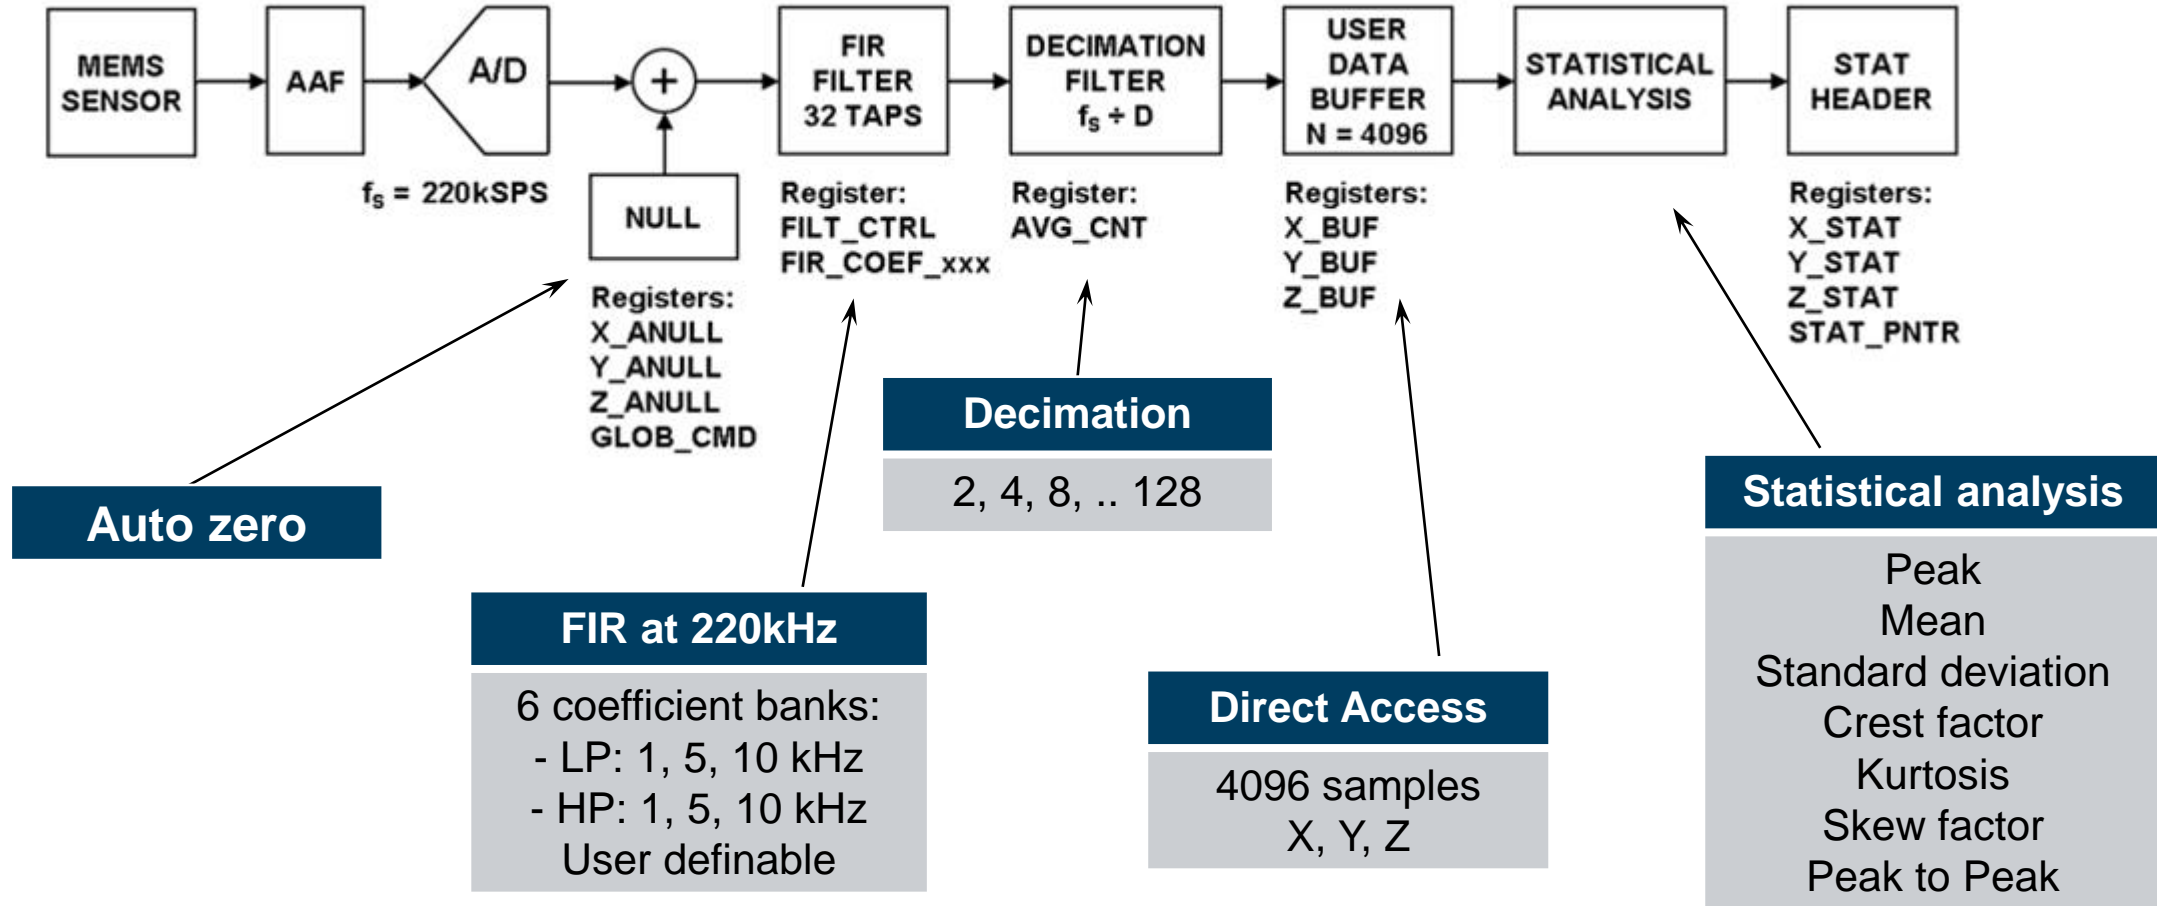 MEMS
SENSOR
AAF
A/D
+
FIR
FILTER
32 TAPS
DECIMATION
FILTER
fs ÷ D
USER
DATA
BUFFER
N = 4096
STATISTICAL
ANALYSIS
STAT
HEADER
fs = 220kSPS
NULL
Registers:
X_ANULL
Y_ANULL
Z_ANULL
GLOB_CMD
Register:
FILT_CTRL
FIR_COEF_xxx
Register:
AVG_CNT
Registers:
X_BUF
Y_BUF
Z_BUF
Registers:
X_STAT
Y_STAT
Z_STAT
STAT_PNTR
Auto zero
FIR at 220kHz
6 coefficient banks:
- LP: 1, 5, 10 kHz
- HP: 1, 5, 10 kHz
User definable
Decimation
2, 4, 8, .. 128
Direct Access
4096 samples
X, Y, Z
Statistical analysis
Peak
Mean
Standard deviation
Crest factor
Kurtosis
Skew factor
Peak to Peak